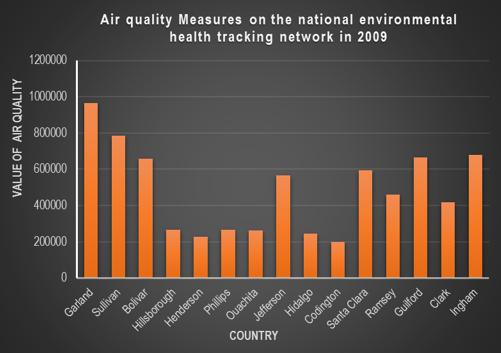 Air quality Measures on the national environmental
health tracking network in 2009
VALUE OF AIR QUALITY
1200000
1000000
800000
600000
400000
200000
0
Garland
Sullivan
Bolivar
Hillsborough
Henderson
Phillips
Ouachita
Jefferson
Hidalgo
Codington
Santa Clara
Ramsey
Guilford
Clark
Ingham
COUNTRY